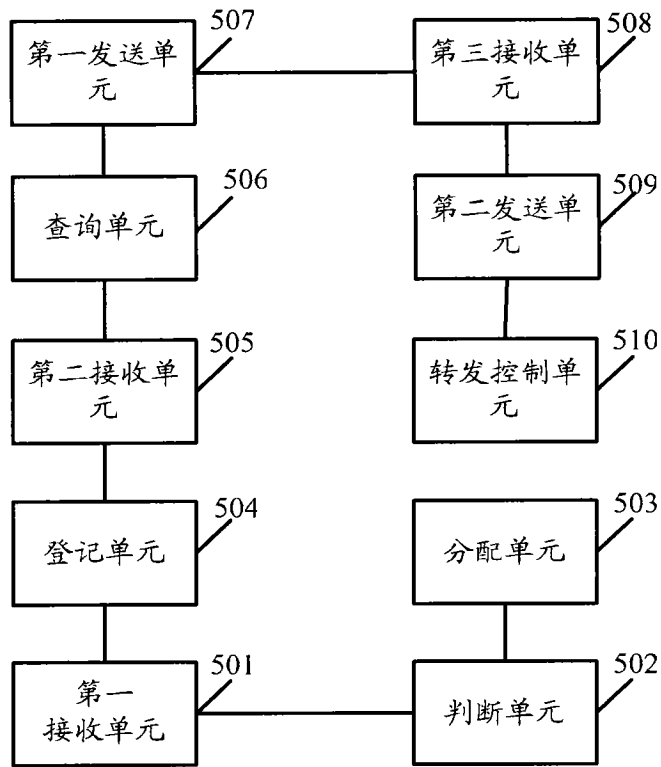 第一发送单
元
507
第三接收单
元
508
查询单元
506
第二发送单
元
509
第二接收单
元
505
转发控制单
元
510
登记单元
504
分配单元
503
第一
接收单元
501
判断单元
502